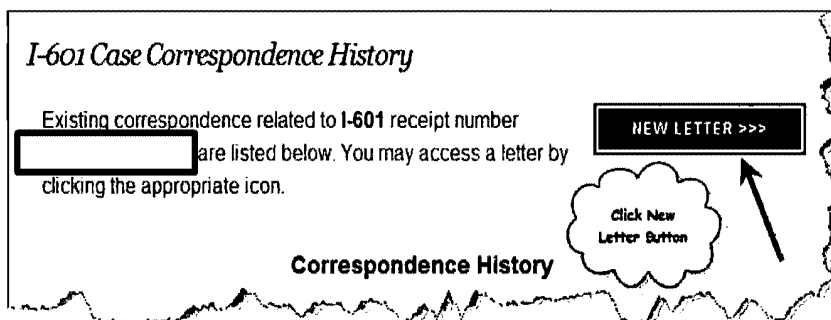 I-601 Case Correspondence History
Existing correspondence related to I-601 receipt number
NEW LETTER >>>
are listed below. You may access a letter by
clicking the appropriate icon.
Click New
Letter Button
Correspondence History